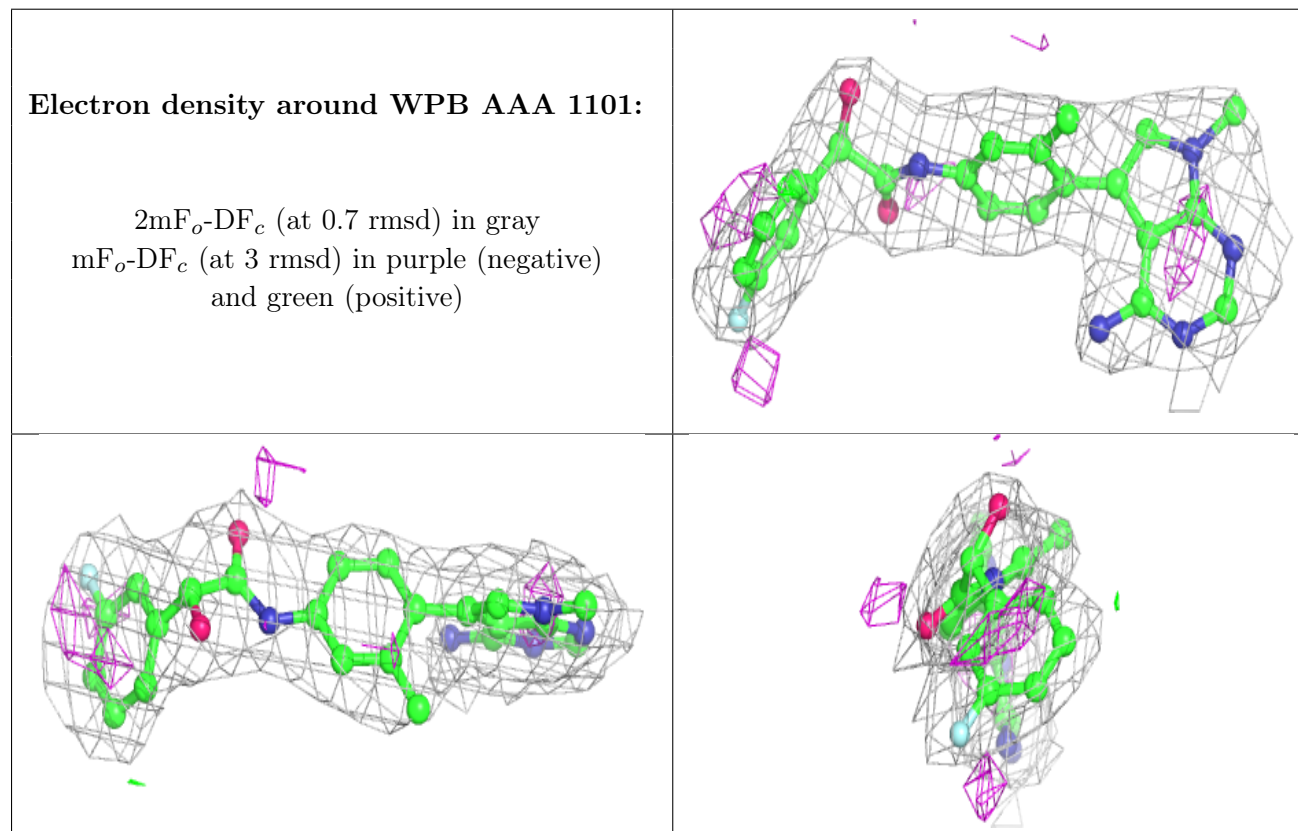 Electron density around WPB AAA 1101:
2mFo-DFc (at 0.7 rmsd) in gray
mFo-DFc (at 3 rmsd) in purple (negative)
and green (positive)